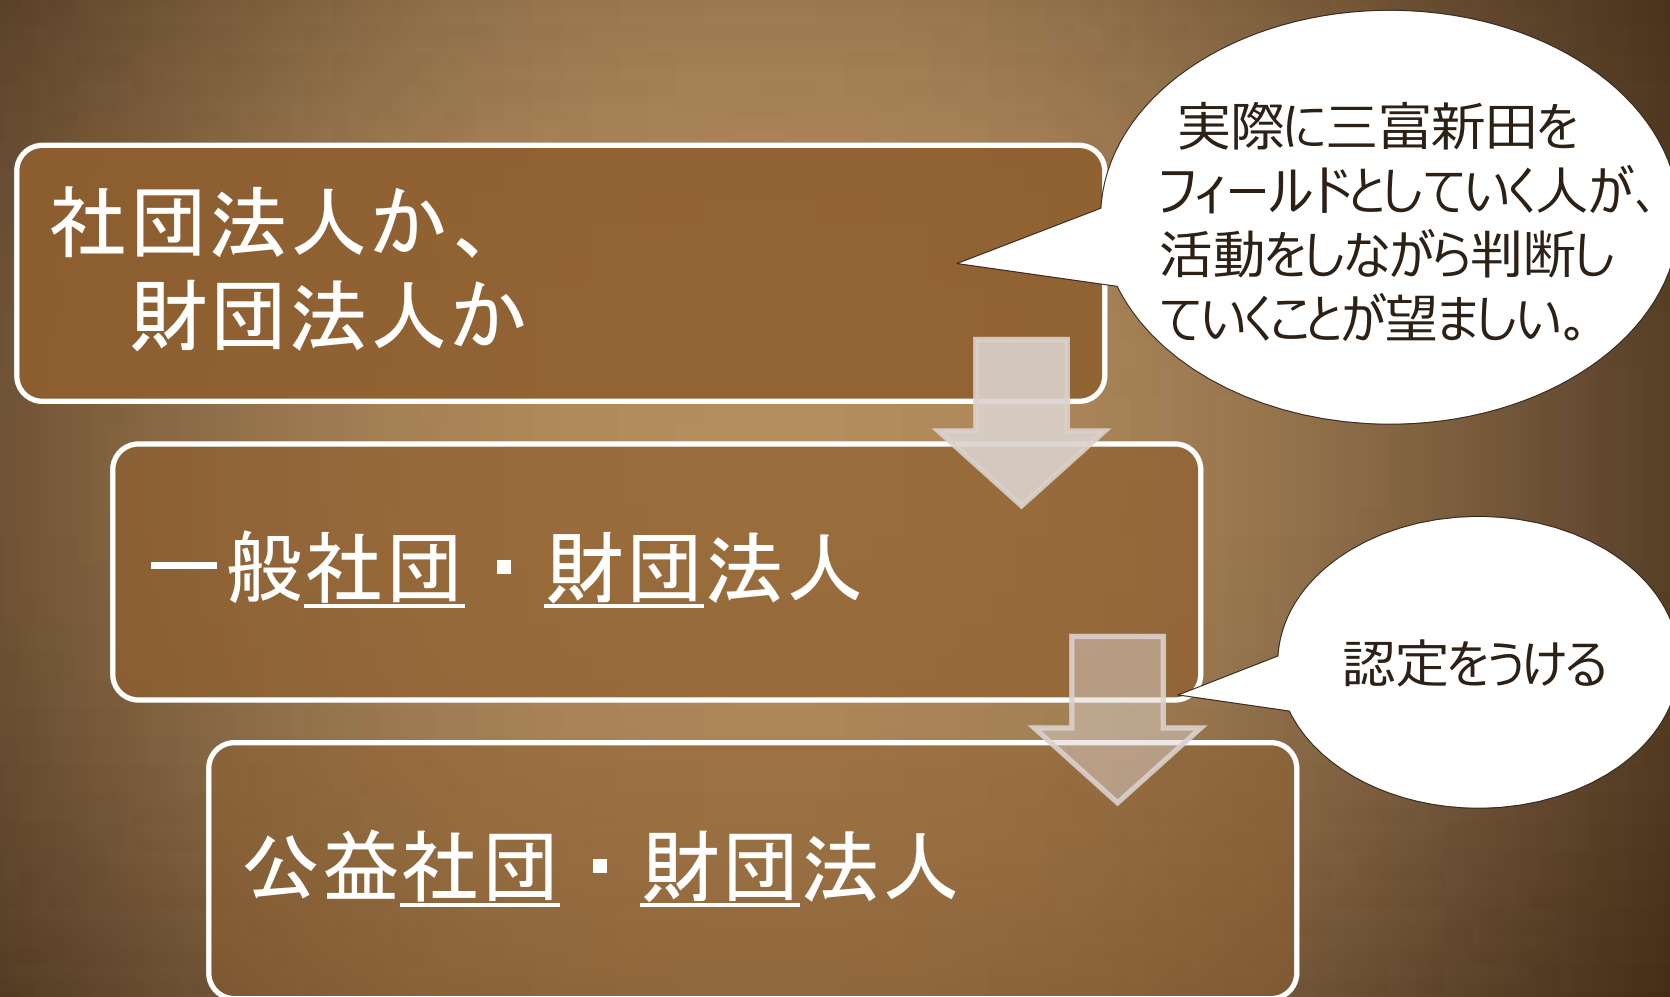 社団法人か、
財団法人か
実際に三富新田を
フィールドとしていく人が、
活動をしながら判断し
ていくことが望ましい。
一般社団・財団法人
認定をうける
公益社団・財団法人